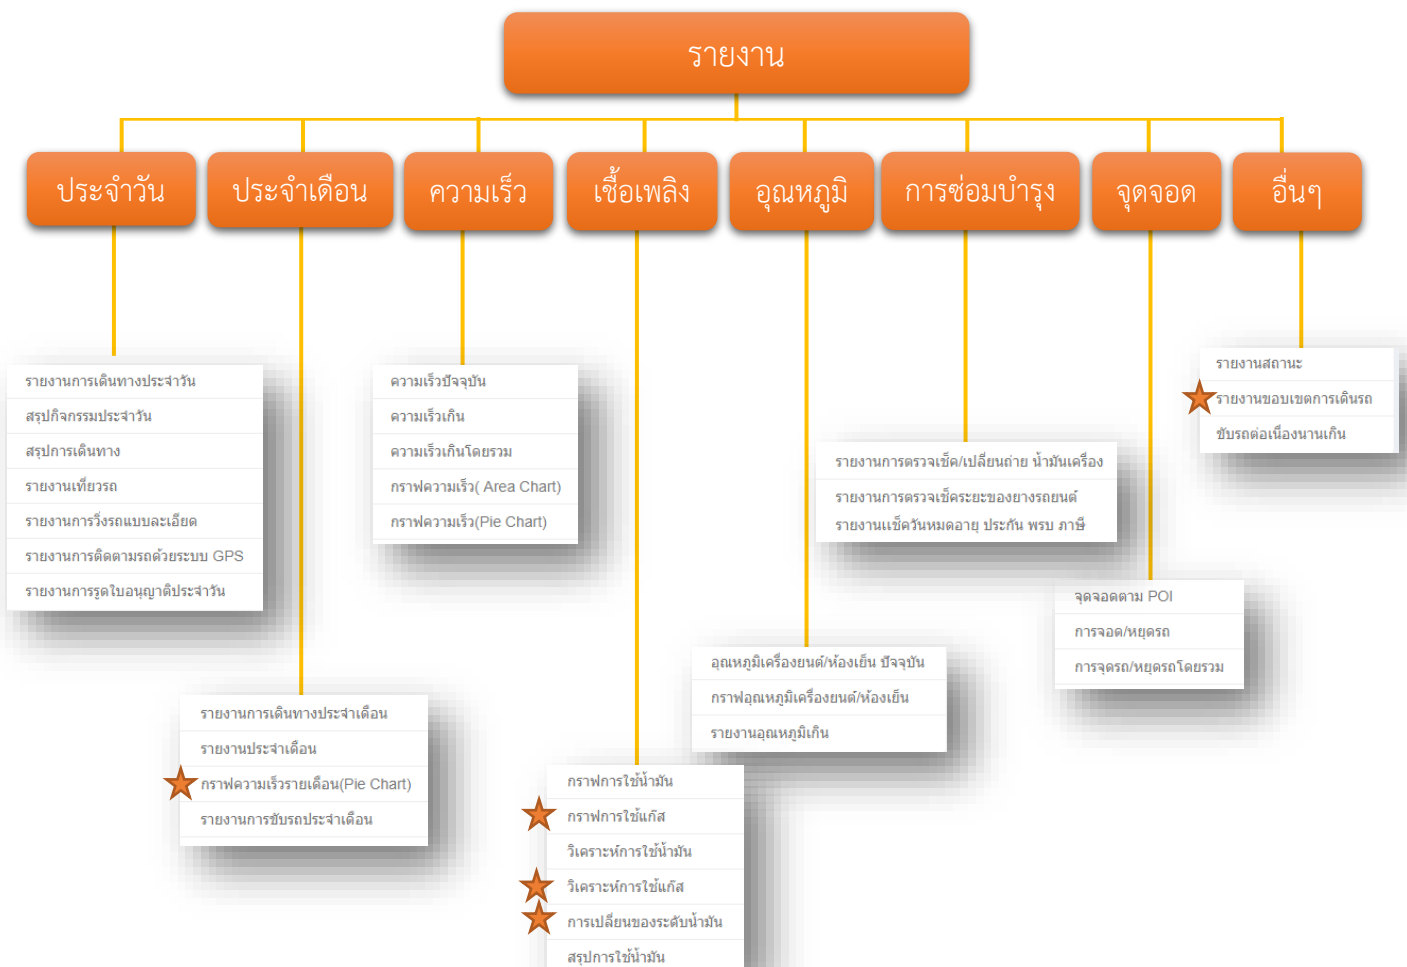 รายงาน
ประจำวัน
ประจำเดือน
ความเร็ว
เชื้อเพลิง
อุณหภูมิ
การซ่อมบำรุง
จุดจอด
อื่นๆ
รายงานการเดินทางประจำวัน
สรุปกิจกรรมประจำวัน
สรุปการเดินทาง
รายงานเที่ยวรถ
รายงานการวิ่งรถแบบละเอียด
รายงานการติดตามรถด้วยระบบ GPS
รายงานการรูดใบอนุญาติประจำวัน
รายงานการเดินทางประจำเดือน
รายงานประจำเดือน
กราฟความเร็วรายเดือน(Pie Chart)
รายงานการขับรถประจำเดือน
ความเร็วปัจจุบัน
ความเร็วเกิน
ความเร็วเกินโดยรวม
กราฟความเร็ว( Area Chart)
กราฟความเร็ว(Pie Chart)
กราฟการใช้น้ำมัน
กราฟการใช้แก๊ส
วิเคราะห์การใช้น้ำมัน
วิเคราะห์การใช้แก๊ส
การเปลี่ยนของระดับน้ำมัน
สรุปการใช้น้ำมัน
อุณหภูมิเครื่องยนต์/ห้องเย็น ปัจจุบัน
กราฟอุณหภูมิเครื่องยนต์/ห้องเย็น
รายงานอุณหภูมิเกิน
รายงานการตรวจเช็ค/เปลี่ยนถ่าย น้ำมันเครื่อง
รายงานการตรวจเช็คระยะของยางรถยนต์
รายงานเเช็ควันหมดอายุ ประกัน พรบ ภาษี
จุดจอดตาม POI
การจอด/หยุดรถ
การจุดรถ/หยุดรถโดยรวม
รายงานสถานะ
รายงานขอบเขตการเดินรถ
ขับรถต่อเนื่องนานเกิน